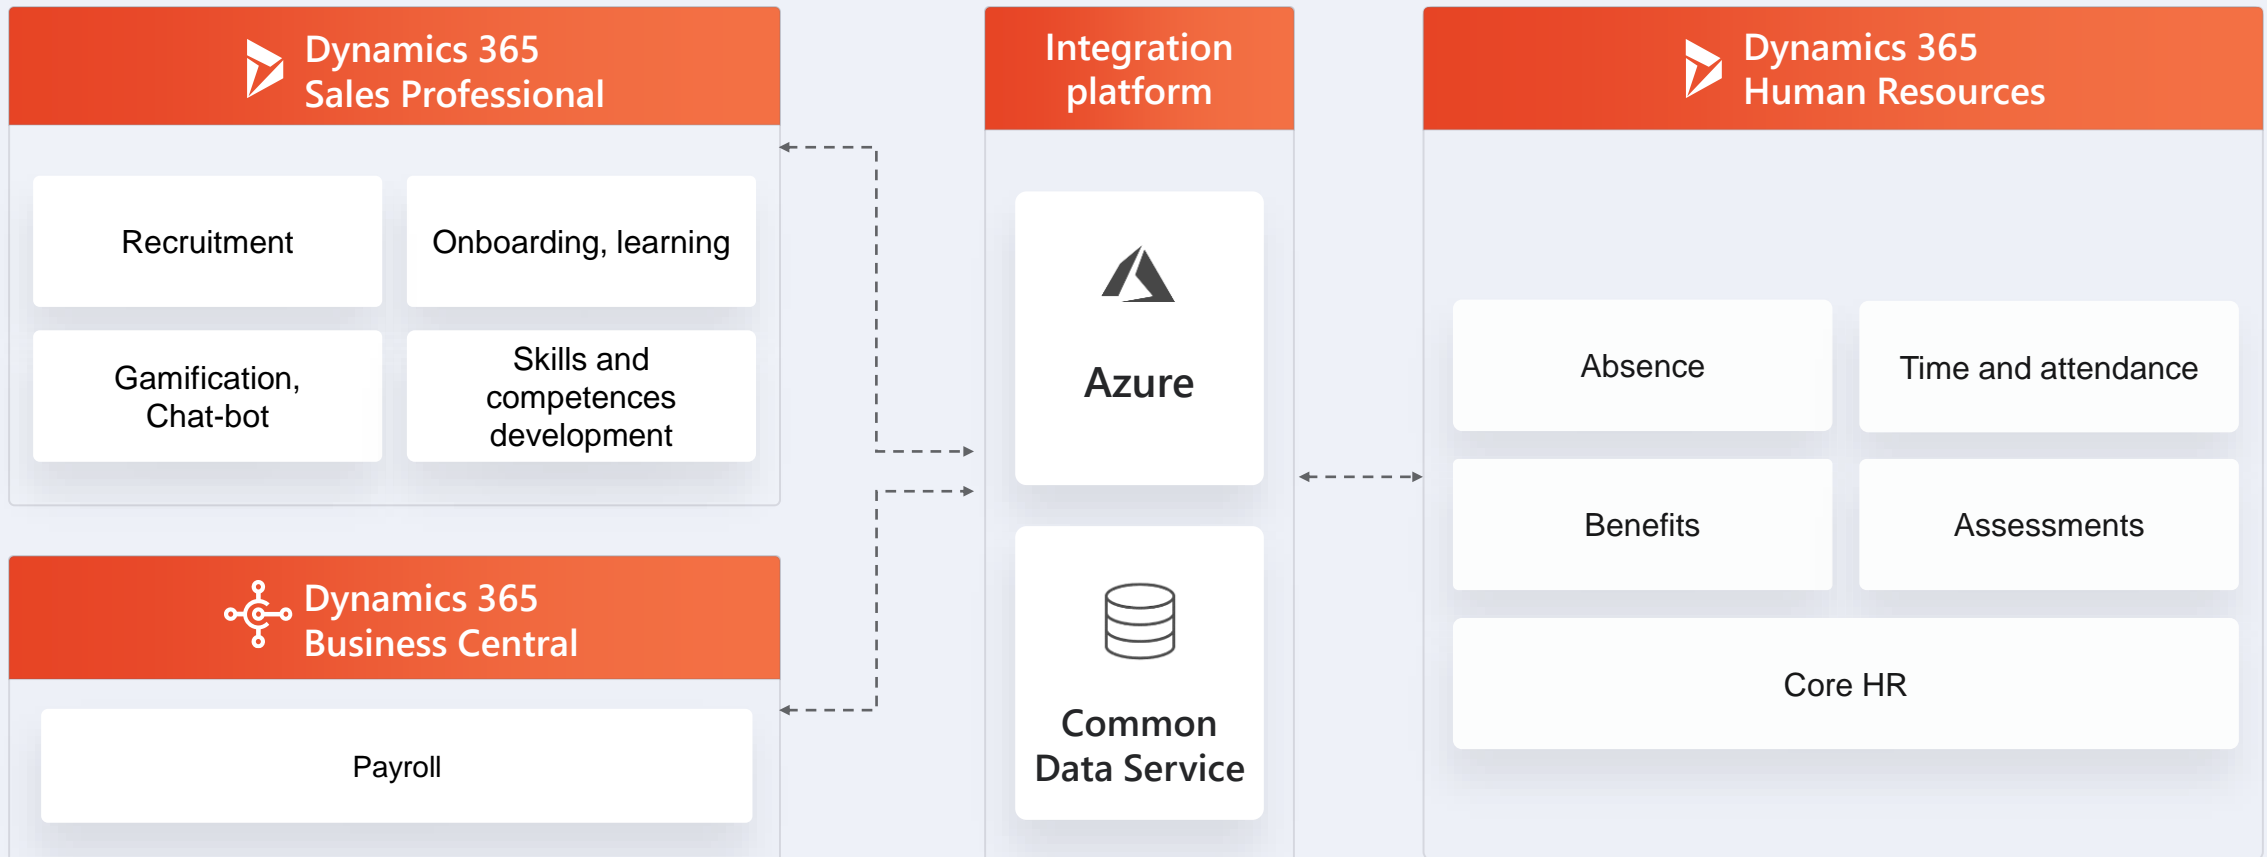 Dynamics 365
Sales Professional
Recruitment
Onboarding, learning
Gamification,
Chat-bot
Skills and
competences
development
Dynamics 365
Business Central
Payroll
Integration
platform
Azure
Common
Data Service
Dynamics 365
Human Resources
Absence
Time and attendance
Benefits
Assessments
Core HR